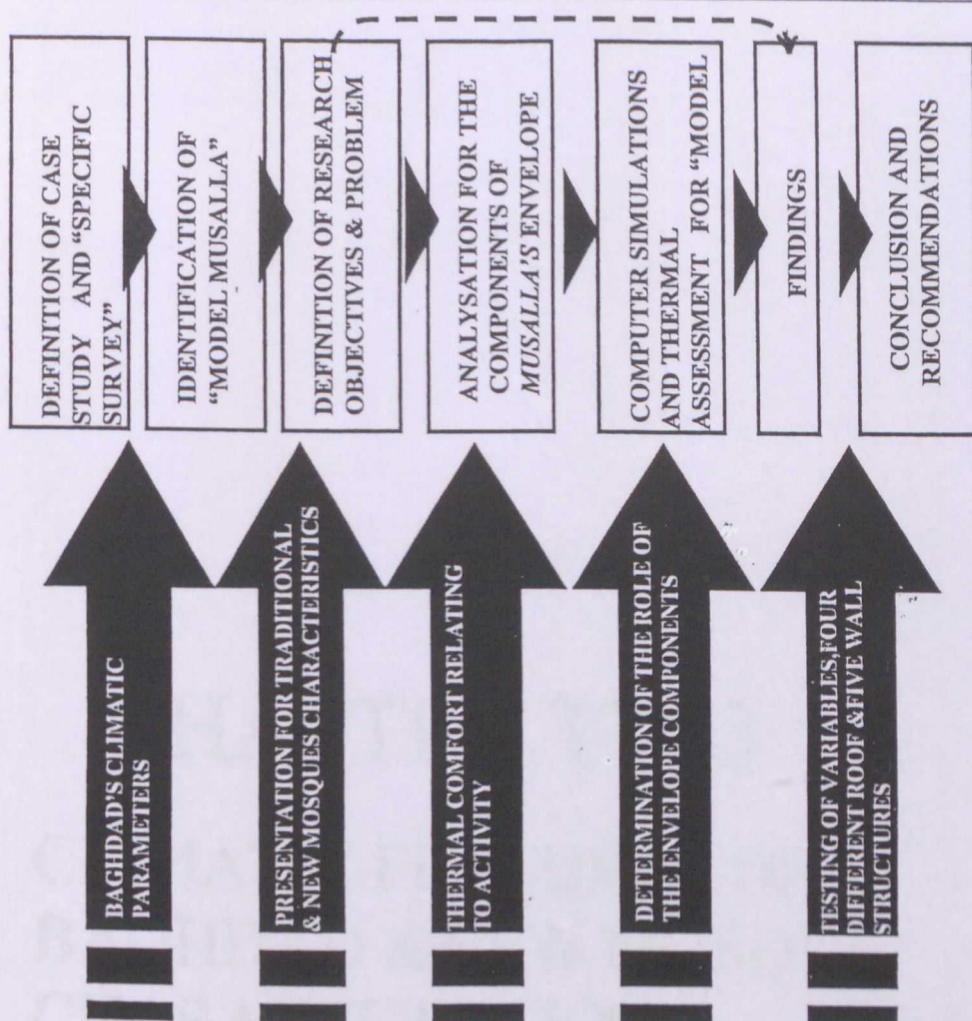 DEFINITION OF CASE
STUDY AND “SPECIFIC
SURVEY”
IDENTIFICATION OF
“MODEL MUSALLA”
DEFINITION OF RESEARCH
OBJECTIVES & PROBLEM
ANALYSATION FOR THE
COMPONENTS OF
MUSALLA’S ENVELOPE
COMPUTER SIMULATIONS
AND THERMAL
ASSESSMENT FOR “MODEL
FINDINGS
CONCLUSION AND
RECOMMENDATIONS
BAGHDAD’S CLIMATIC
PARAMETERS
PRESENTATION FOR TRADITIONAL
& NEW MOSQUES CHARACTERISTICS
THERMAL COMFORT RELATING
TO ACTIVITY
DETERMINATION OF THE ROLE OF
THE ENVELOPE COMPONENTS
TESTING OF VARIABLES,FOUR
DIFFERENT ROOF &FIVE WALL
STRUCTURES